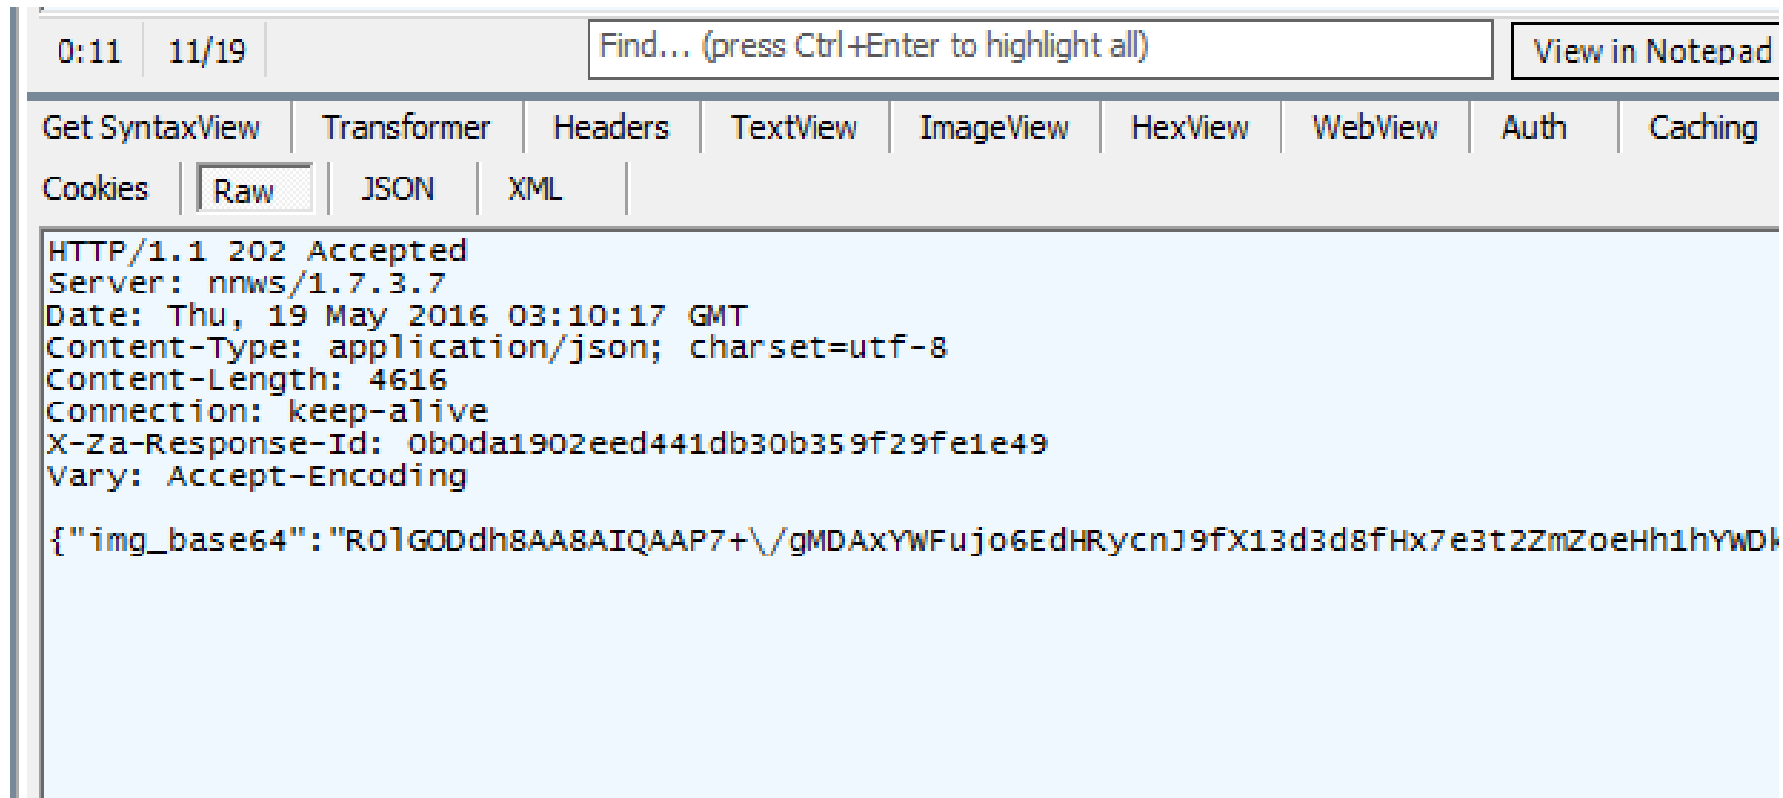 0:11 11/19 Find... (press Ctrl+Enter to highlight all) View in Notepad
Get SyntaxView Transformer Headers TextView ImageView HexView WebView Auth Caching
Cookies Raw JSON XML
HTTP/1.1 202 Accepted
Server: nnws/1.7.3.7
Date: Thu, 19 May 2016 03:10:17 GMT
Content-Type: application/json; charset=utf-8
Content-Length: 4616
Connection: keep-alive
X-Za-Response-Id: 0b0da1902eed441db30b359f29fe1e49
Vary: Accept-Encoding
{"img_base64":"R0lGODdh8AA8AIQAAP7+\/gMDAxYWFujo6EdHRycnJ9fX13d3d8fHx7e3t2ZmZoeHh1hYWDk